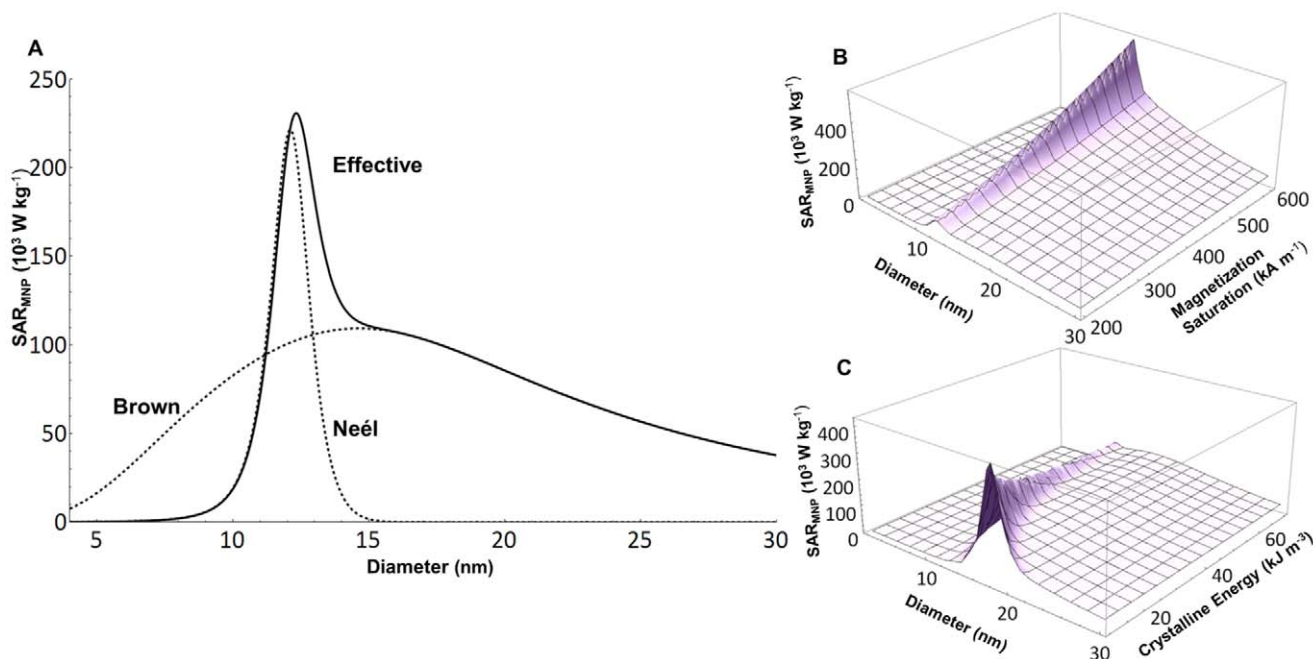 A
SAR_MNP (10³ W kg⁻¹)
250
200
150
100
50
0
5
10
15
20
25
30
Diameter (nm)
Effective
Brown
Neél
B
SAR_MNP (10³ W kg⁻¹)
400
200
0
10
20
30
Diameter (nm)
200
300
400
500
600
Magnetization
Saturation (kA m⁻¹)
C
SAR_MNP (10³ W kg⁻¹)
400
300
200
100
0
10
20
30
Diameter (nm)
20
40
60
Crystalline Energy (kJ m⁻³)